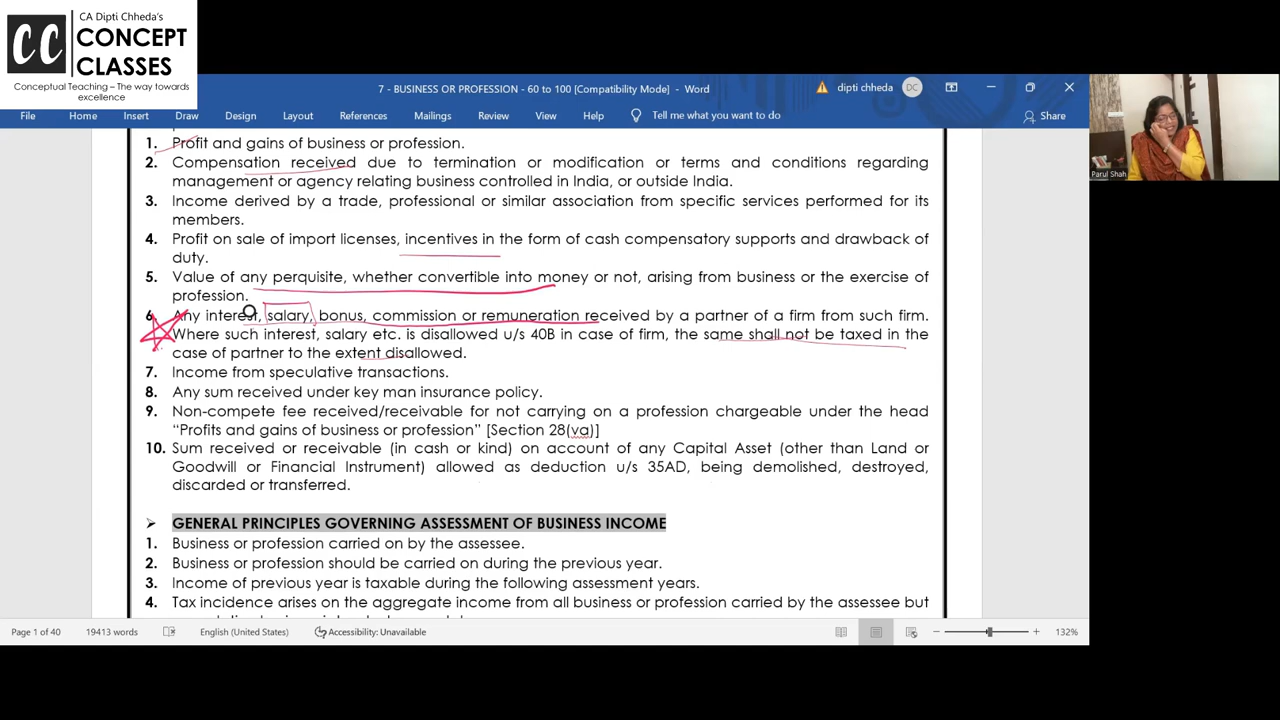 CA Dipti Chheda's
CC CONCEPT
CLASSES
Conceptual Teaching – The way towards
excellence
7 - BUSINESS OR PROFESSION - 60 to 100 [Compatibility Mode] - Word
dipti chheda
DC
File Home Insert Draw Design Layout References Mailings Review View Help Tell me what you want to do Share
1. Profit and gains of business or profession.
2. Compensation received due to termination or modification or terms and conditions regarding
management or agency relating business controlled in India, or outside India.
3. Income derived by a trade, professional or similar association from specific services performed for its
members.
4. Profit on sale of import licenses, incentives in the form of cash compensatory supports and drawback of
duty.
5. Value of any perquisite, whether convertible into money or not, arising from business or the exercise of
profession.
6. Any interest, salary, bonus, commission or remuneration received by a partner of a firm from such firm.
Where such interest, salary etc. is disallowed u/s 40B in case of firm, the same shall not be taxed in the
case of partner to the extent disallowed.
7. Income from speculative transactions.
8. Any sum received under key man insurance policy.
9. Non-compete fee received/receivable for not carrying on a profession chargeable under the head
“Profits and gains of business or profession” [Section 28(va)]
10. Sum received or receivable (in cash or kind) on account of any Capital Asset (other than Land or
Goodwill or Financial Instrument) allowed as deduction u/s 35AD, being demolished, destroyed,
discarded or transferred.
➢ GENERAL PRINCIPLES GOVERNING ASSESSMENT OF BUSINESS INCOME
1. Business or profession carried on by the assessee.
2. Business or profession should be carried on during the previous year.
3. Income of previous year is taxable during the following assessment years.
4. Tax incidence arises on the aggregate income from all business or profession carried by the assessee but
Page 1 of 40 19413 words English (United States) Accessibility: Unavailable 132%
Parul Shah